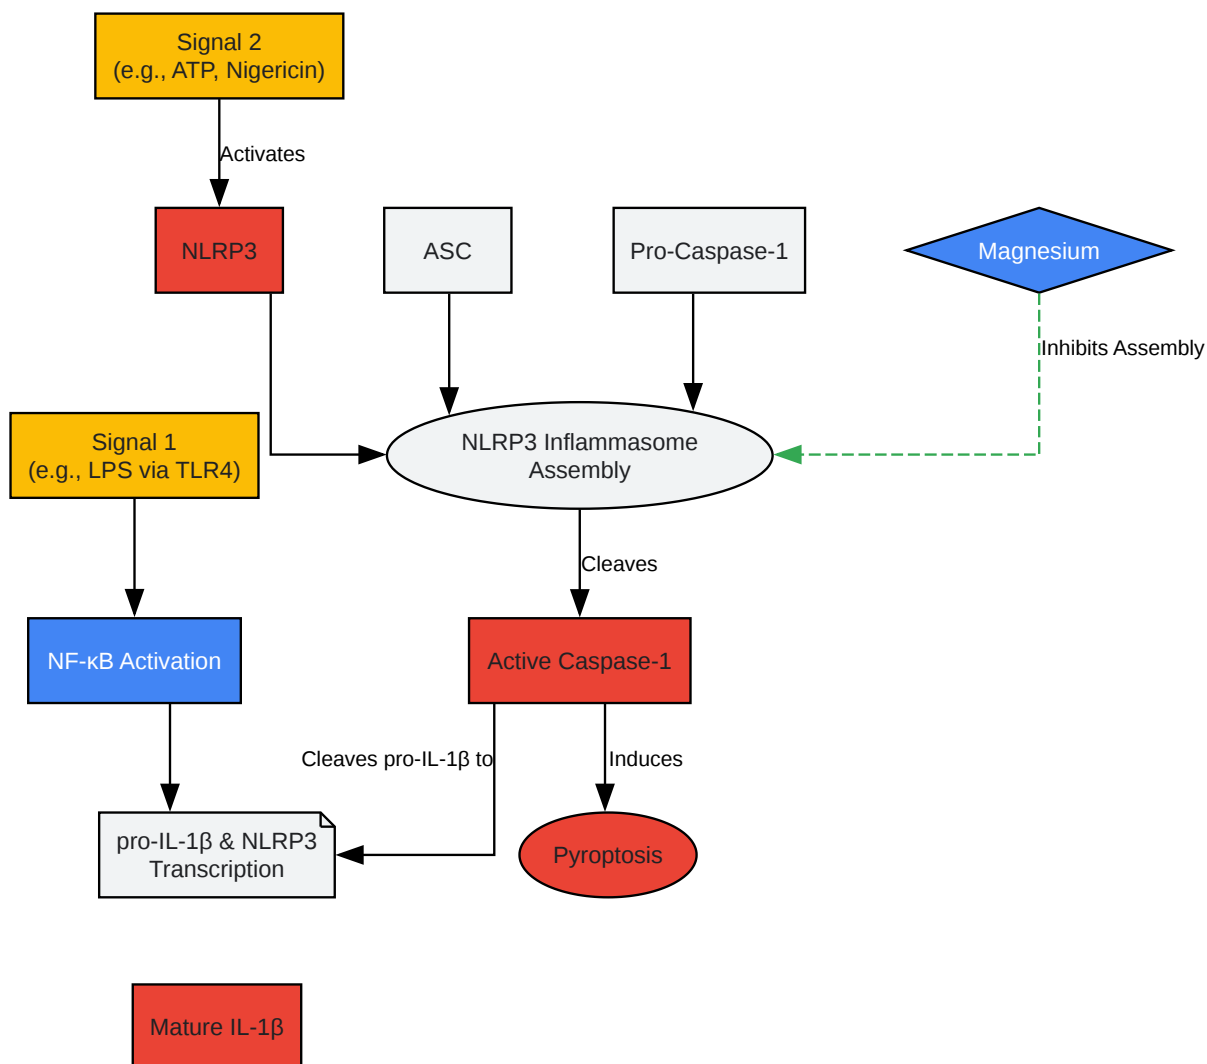 Signal 2
(e.g., ATP, Nigericin)
Activates
NLRP3
ASC
Pro-Caspase-1
Magnesium
Inhibits Assembly
Signal 1
(e.g., LPS via TLR4)
NLRP3 Inflammasome
Assembly
Cleaves
NF-κB Activation
Active Caspase-1
Cleaves pro-IL-1β to
Induces
pro-IL-1β & NLRP3
Transcription
Pyroptosis
Mature IL-1β